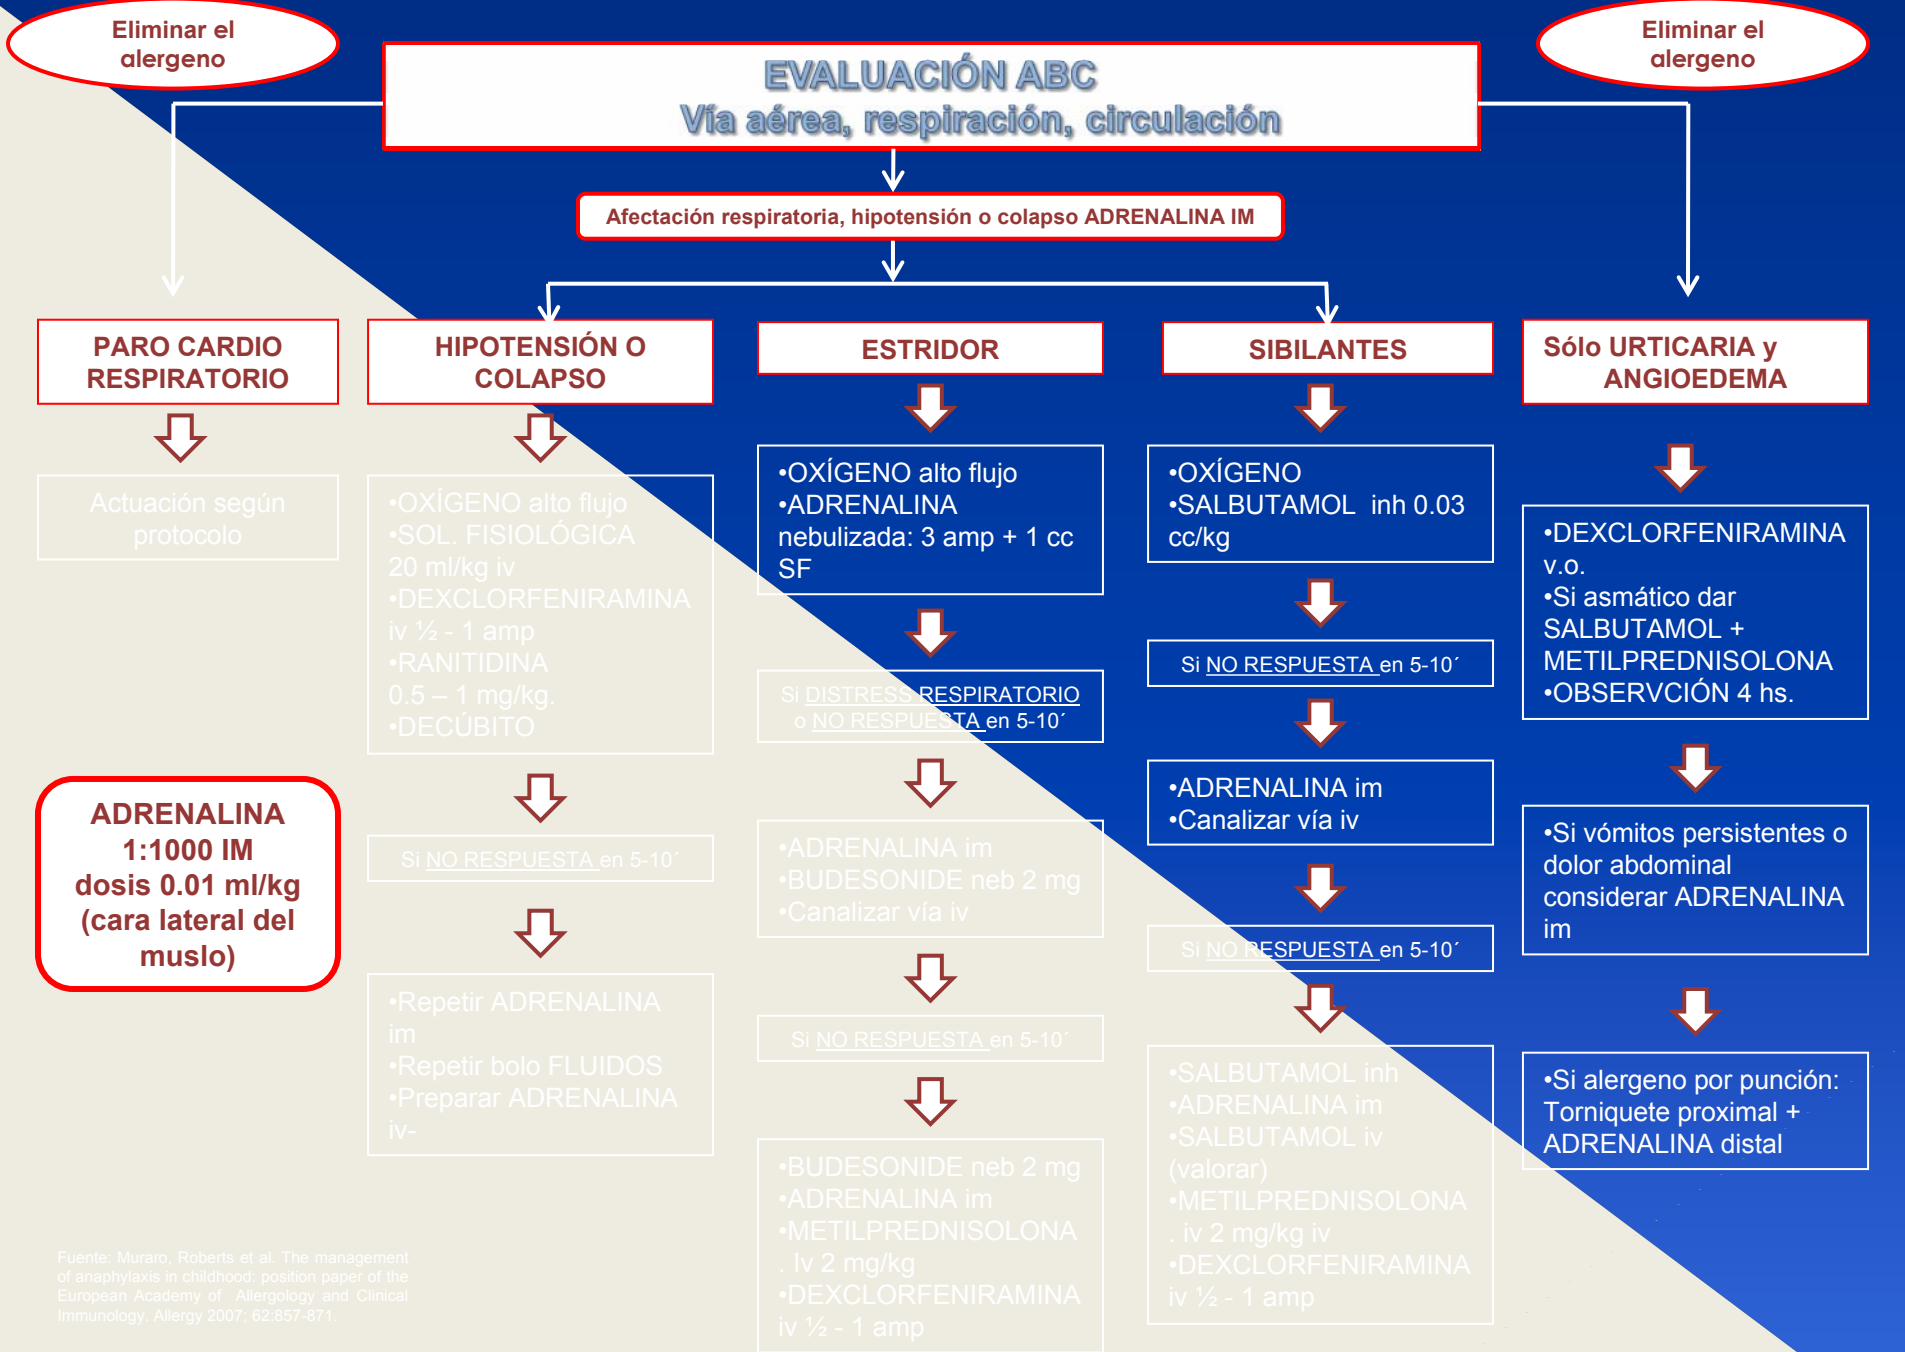 Eliminar el
alergeno
Eliminar el
alergeno
EVALUACIÓN ABC
Vía aérea, respiración, circulación
Afectación respiratoria, hipotensión o colapso ADRENALINA IM
PARO CARDIO
RESPIRATORIO
Actuación según
protocolo
ADRENALINA
1:1000 IM
dosis 0.01 ml/kg
(cara lateral del
muslo)
HIPOTENSIÓN O
COLAPSO
•OXÍGENO alto flujo
•SOL. FISIOLÓGICA
20 ml/kg iv
•DEXCLORFENIRAMINA
iv ½ - 1 amp
•RANITIDINA
0.5 – 1 mg/kg.
•DECÚBITO
Si NO RESPUESTA en 5-10´
•Repetir ADRENALINA
im
•Repetir bolo FLUIDOS
•Preparar ADRENALINA
iv-
ESTRIDOR
•OXÍGENO alto flujo
•ADRENALINA
nebulizada: 3 amp + 1 cc
SF
Si DISTRESS RESPIRATORIO
o NO RESPUESTA en 5-10´
•ADRENALINA im
•BUDESONIDE neb 2 mg
•Canalizar vía iv
Si NO RESPUESTA en 5-10´
•BUDESONIDE neb 2 mg
•ADRENALINA im
•METILPREDNISOLONA
. Iv 2 mg/kg
•DEXCLORFENIRAMINA
iv ½ - 1 amp
SIBILANTES
•OXÍGENO
•SALBUTAMOL inh 0.03
cc/kg
Si NO RESPUESTA en 5-10´
•ADRENALINA im
•Canalizar vía iv
Si NO RESPUESTA en 5-10´
•SALBUTAMOL inh
•ADRENALINA im
•SALBUTAMOL iv
(valorar)
•METILPREDNISOLONA
. iv 2 mg/kg iv
•DEXCLORFENIRAMINA
iv ½ - 1 amp
Sólo URTICARIA y
ANGIOEDEMA
•DEXCLORFENIRAMINA
v.o.
•Si asmático dar
SALBUTAMOL +
METILPREDNISOLONA
•OBSERVCIÓN 4 hs.
•Si vómitos persistentes o
dolor abdominal
considerar ADRENALINA
im
•Si alergeno por punción:
Torniquete proximal +
ADRENALINA distal
Fuente: Muraro, Roberts et al. The management
of anaphylaxis in childhood: position paper of the
European Academy of Allergology and Clinical
Immunology. Allergy 2007; 62:857-871.